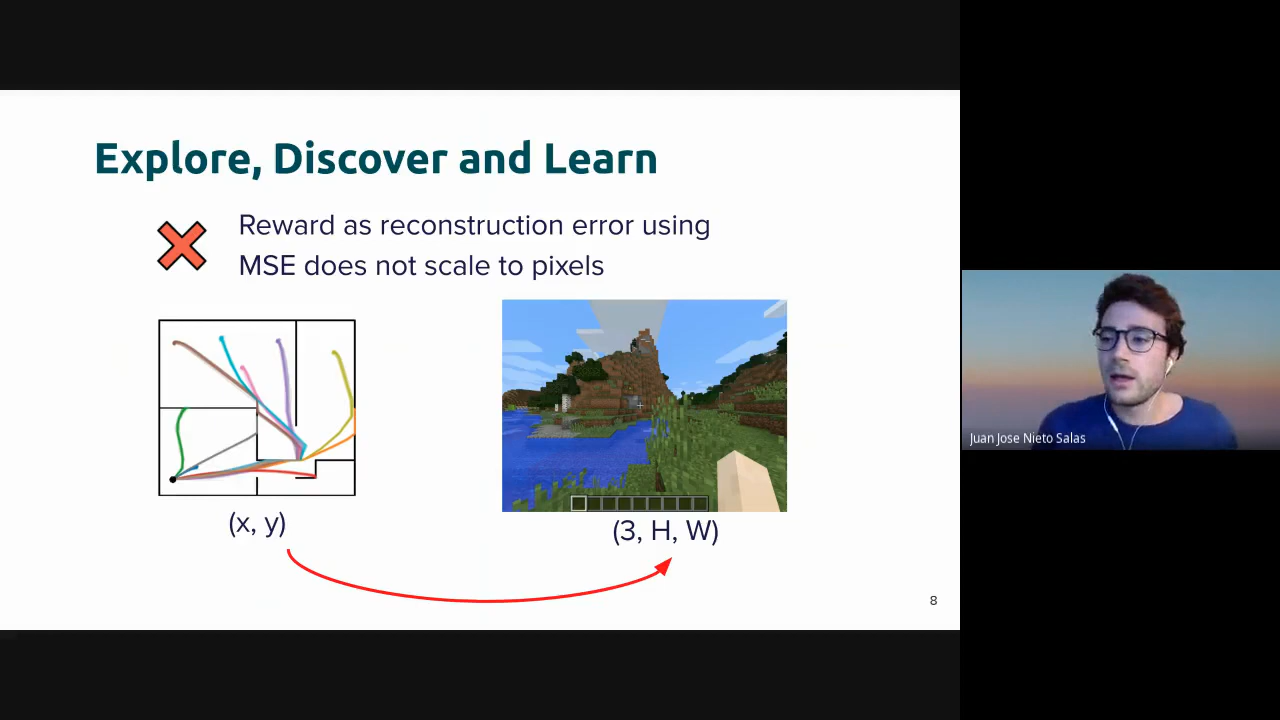 Explore, Discover and Learn
Reward as reconstruction error using
MSE does not scale to pixels
(x, y)
(3, H, W)
8
Juan Jose Nieto Salas